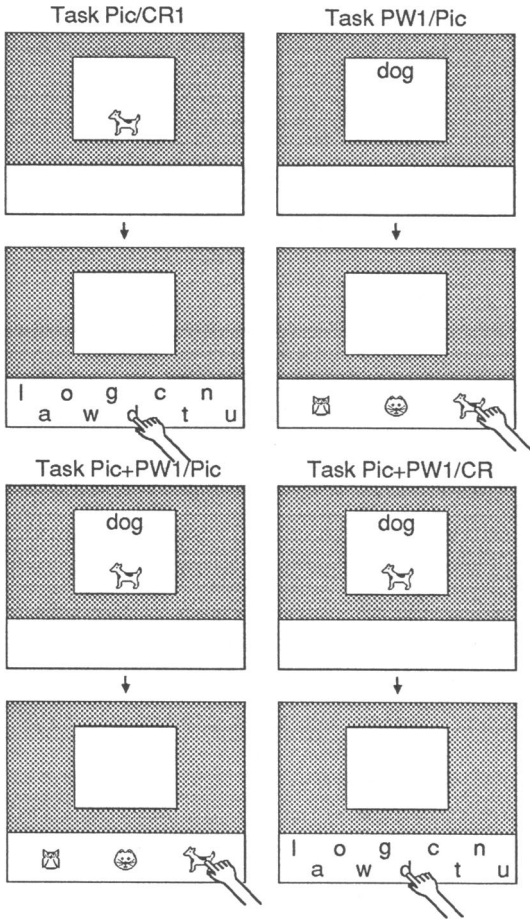 Task Pic/CR1
Task PW1/Pic
dog
l o g c n
a w d t u
Task Pic+PW1/Pic
Task Pic+PW1/CR
dog
dog
l o g c n
a w d t u